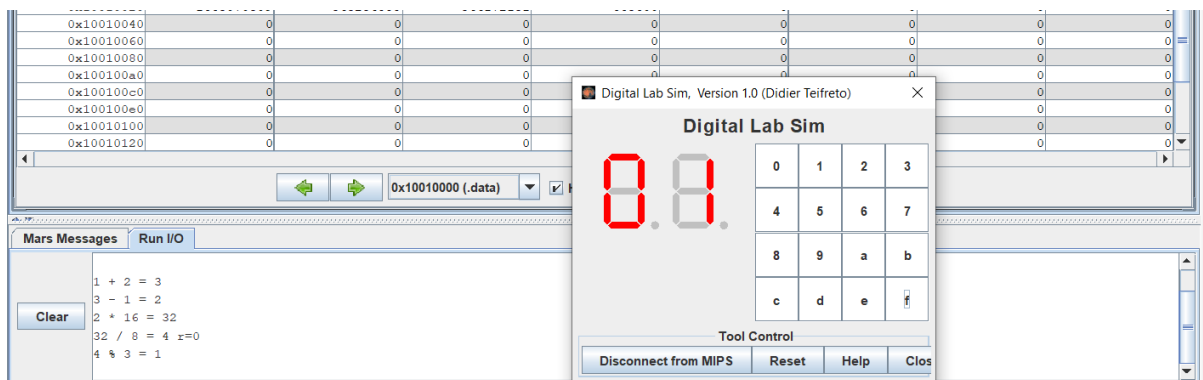 0x10010040 0 0 0 0 0 0 0
0x10010060 0 0 0 0 0 0 0
0x10010080 0 0 0 0 0 0 0
0x100100a0 0 0 0 0 0 0 0
0x100100c0 0 0 0 0
0x100100e0 0 0 0 0
0x10010100 0 0 0 0
0x10010120 0 0 0 0
0x10010000 (.data)
Mars Messages Run I/O
Clear
1 + 2 = 3
3 - 1 = 2
2 * 16 = 32
32 / 8 = 4 r=0
4 % 3 = 1
Digital Lab Sim, Version 1.0 (Didier Teifreto)
Digital Lab Sim
01
0 1 2 3
4 5 6 7
8 9 a b
c d e f
Tool Control
Disconnect from MIPS Reset Help Clos